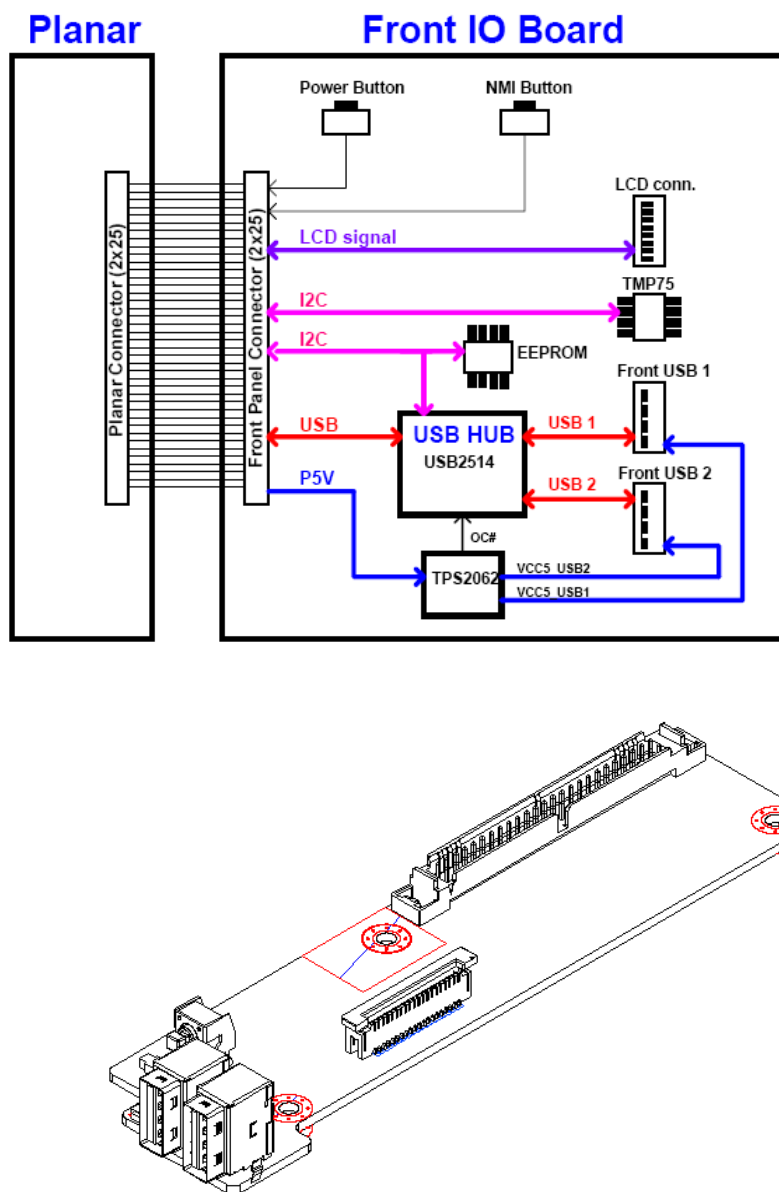 Planar
Front IO Board
Power Button
NMI Button
LCD conn.
LCD signal
TMP75
I2C
I2C
EEPROM
Front USB 1
USB
USB HUB
USB2514
USB 1
Front USB 2
P5V
USB 2
OC#
TPS2062
VCC5_USB2
VCC5_USB1
Planar Connector (2x25)
Front Panel Connector (2x25)